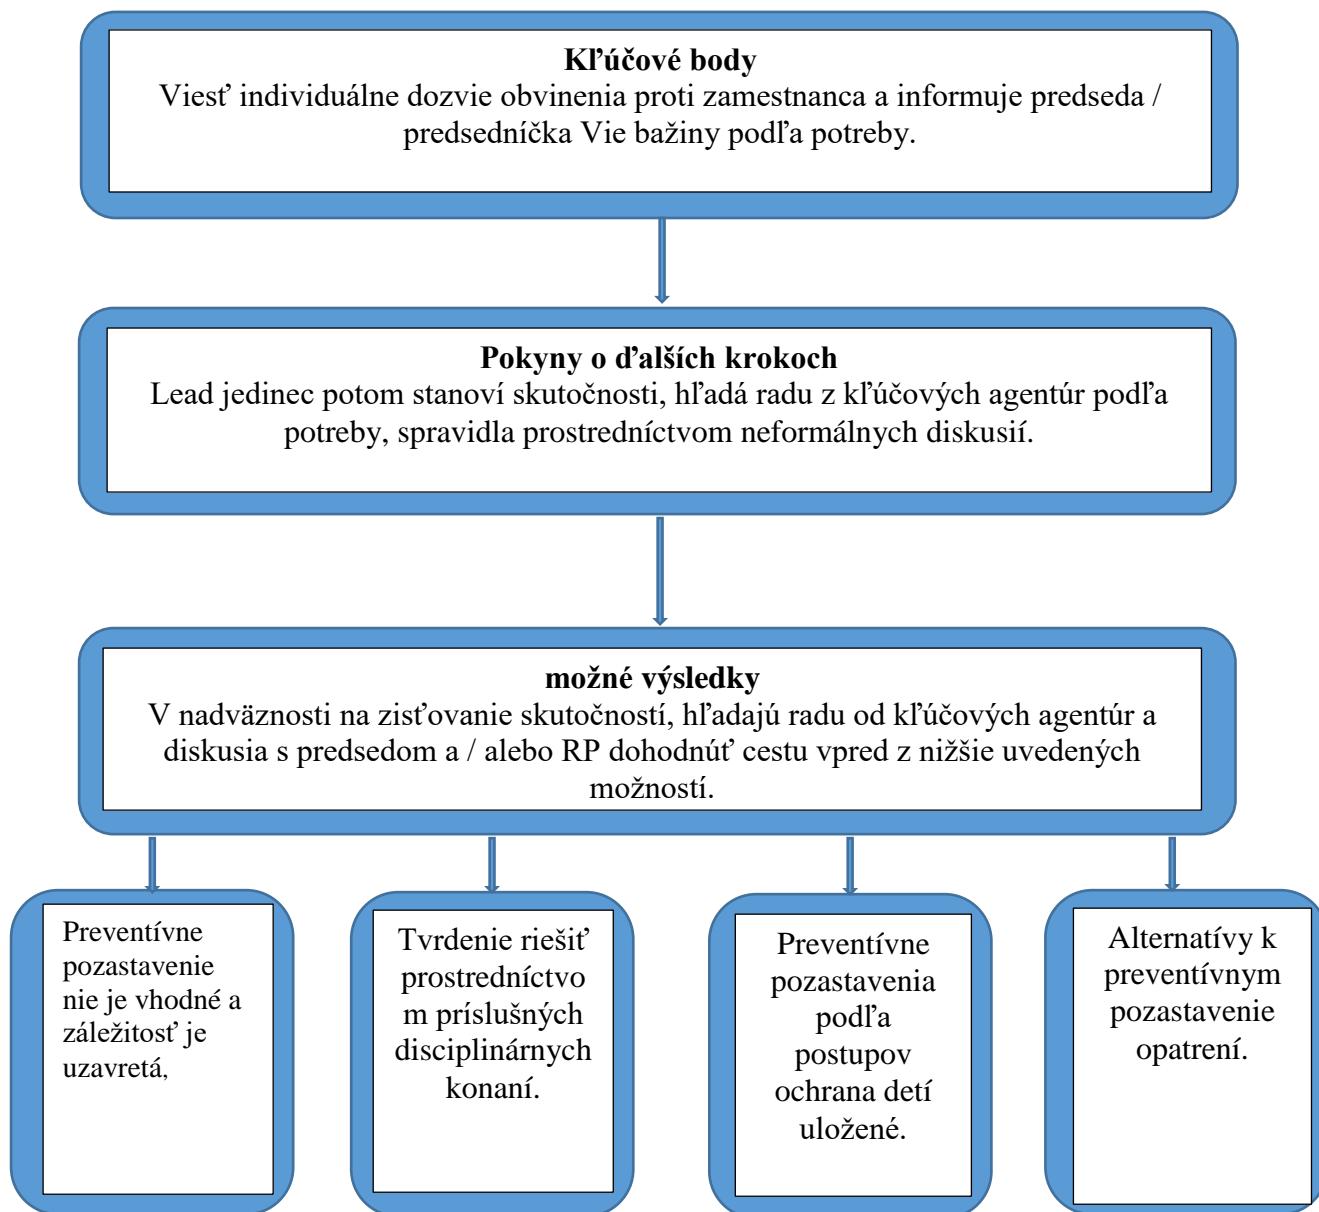 Kľúčové body
Viesť individuálne dozvie obvinenia proti zamestnanca a informuje predseda /
predsedníčka Vie bažiny podľa potreby.
Pokyny o ďalších krokoch
Lead jedinec potom stanoví skutočnosti, hľadá radu z kľúčových agentúr podľa
potreby, spravidla prostredníctvom neformálnych diskusií.
možné výsledky
V nadväznosti na zisťovanie skutočností, hľadajú radu od kľúčových agentúr a
diskusia s predsedom a / alebo RP dohodnúť cestu vpred z nižšie uvedených
možností.
Preventívne
pozastavenie
nie je vhodné a
záležitosť je
uzavretá,
Tvrdenie riešiť
prostredníctvo
m príslušných
disciplinárnych
konaní.
Preventívne
pozastavenia
podľa
postupov
ochrana detí
uložené.
Alternatívy k
preventívnym
pozastavenie
opatrení.